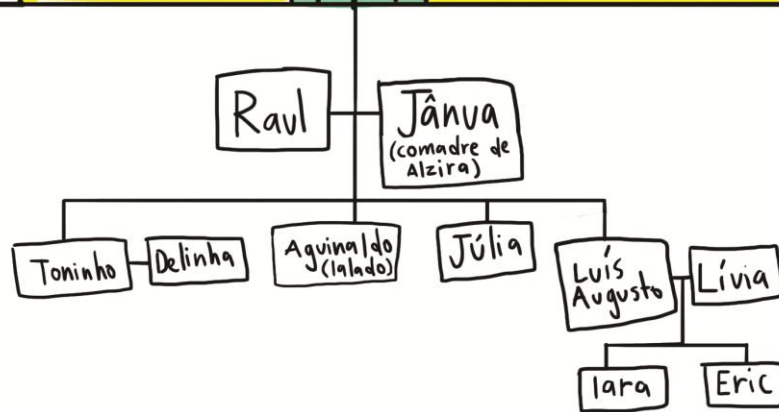 Raul
Jânua
(comadre de
Alzira)
Toninho
Delinha
Aguinaldo
(lalado)
Júlia
Luís
Augusto
Lívia
Iara
Eric